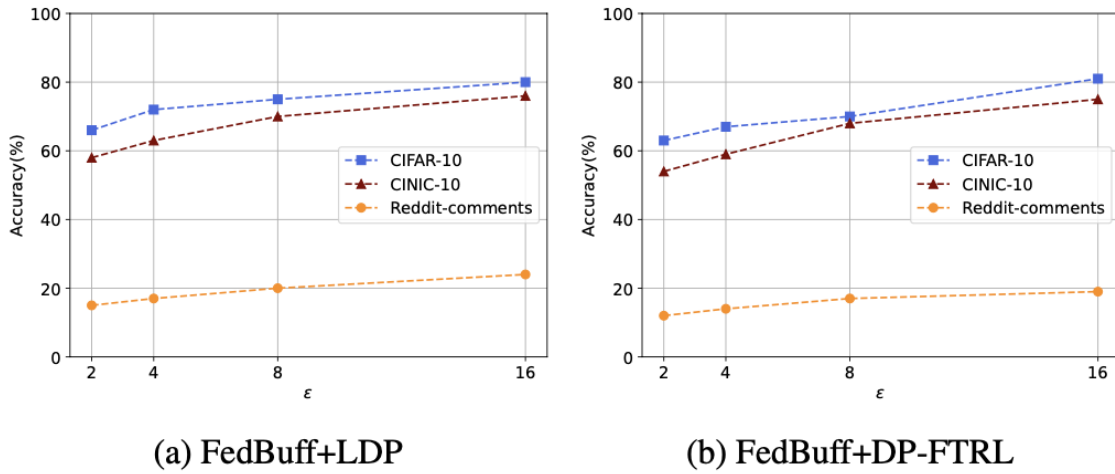 100
80
60
40
20
0
Accuracy(%)
2
4
8
16
ε
CIFAR-10
CINIC-10
Reddit-comments
(a) FedBuff+LDP
100
80
60
40
20
0
Accuracy(%)
2
4
8
16
ε
CIFAR-10
CINIC-10
Reddit-comments
(b) FedBuff+DP-FTRL